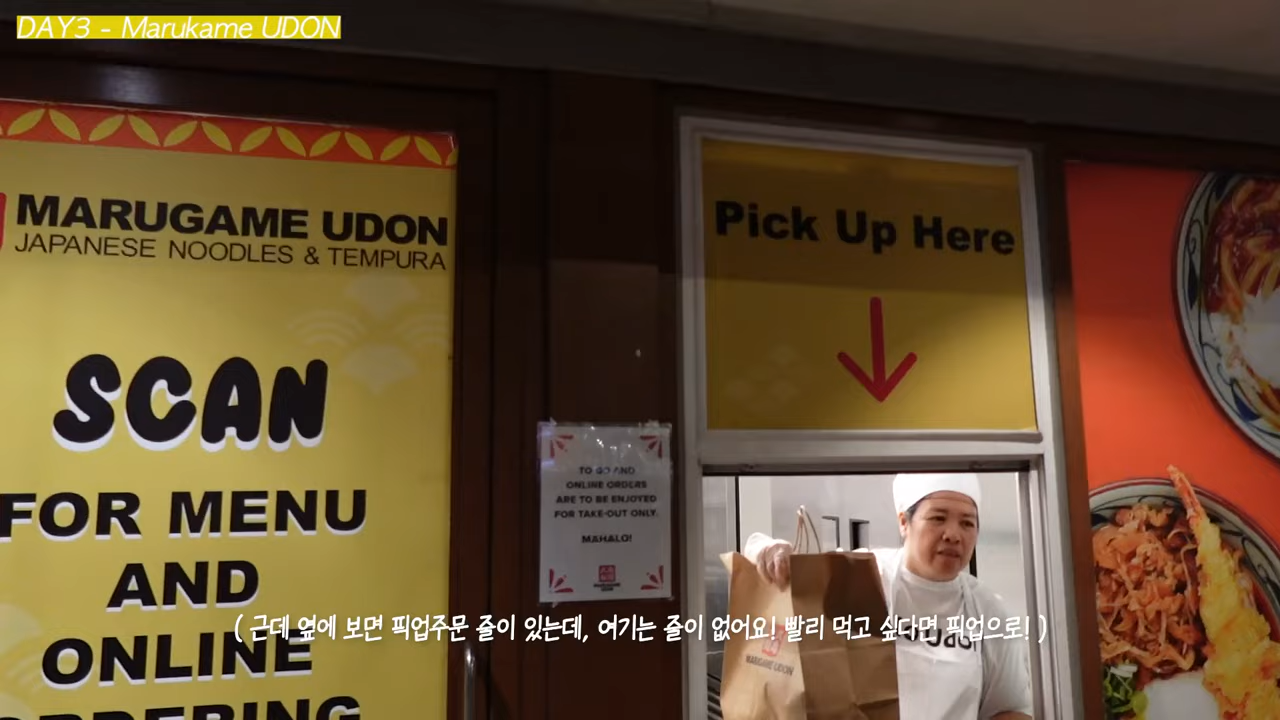 DAY3 - Marukame UDON
MARUGAME UDON
JAPANESE NOODLES & TEMPURA
SCAN
FOR MENU
AND
ONLINE
ORDERING
TO GO AND
ONLINE ORDERS
ARE TO BE ENJOYED
FOR TAKE-OUT ONLY.
MAHALO!
MARUGAME
UDON
Pick Up Here
MARUGAME UDON
( 근데 옆에 보면 픽업주문 줄이 있는데, 여기는 줄이 없어요! 빨리 먹고 싶다면 픽업으로! )